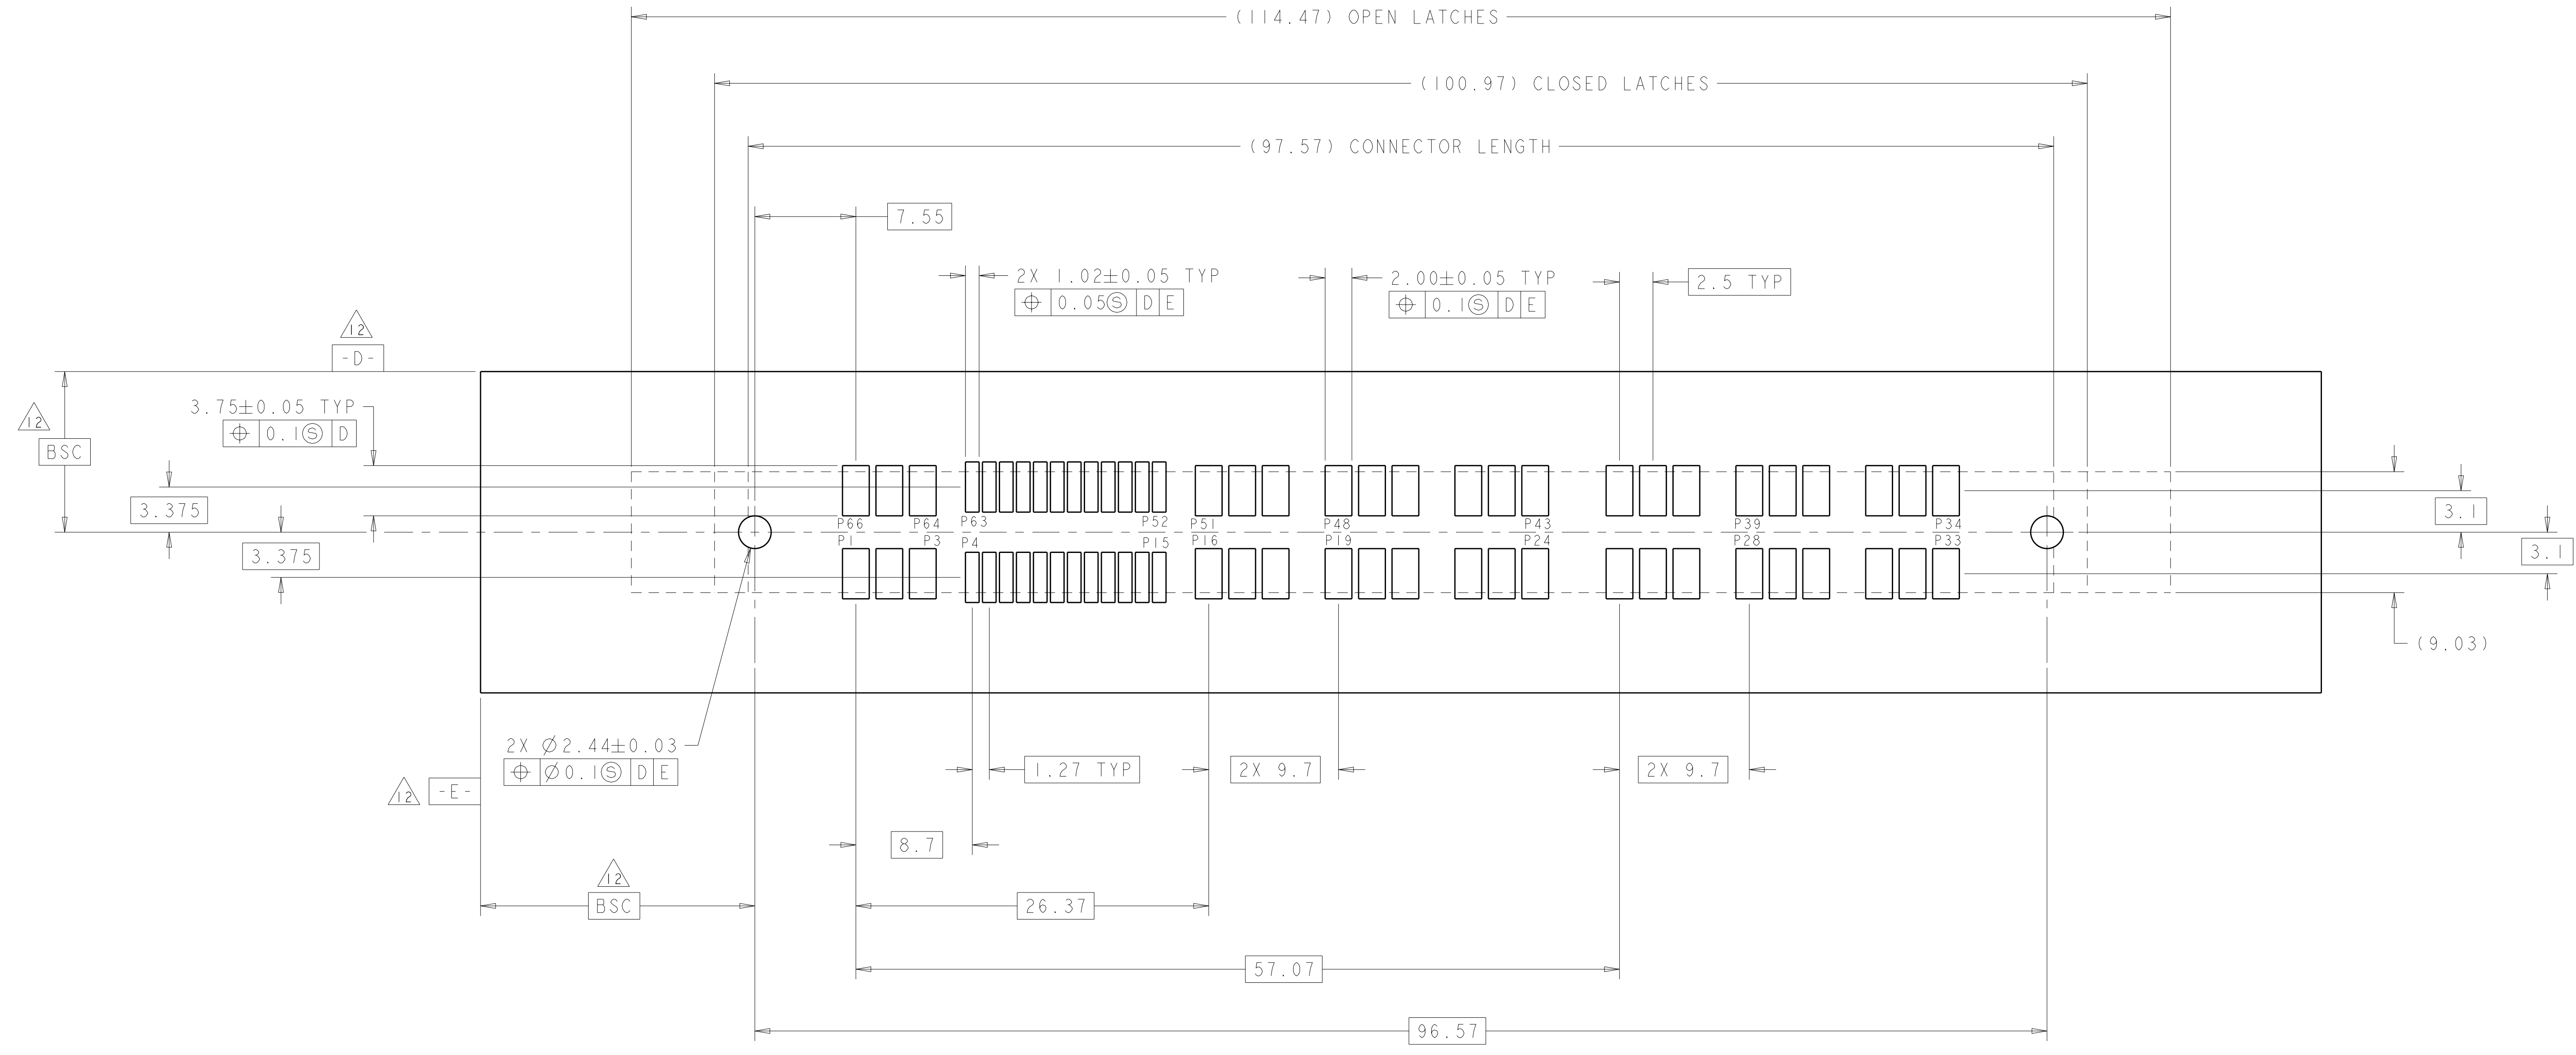 (114.47) OPEN LATCHES
(100.97) CLOSED LATCHES
(97.57) CONNECTOR LENGTH
7.55
2X 1.02±0.05 TYP
⌖ 0.05Ⓢ D E
2.00±0.05 TYP
⌖ 0.1Ⓢ D E
2.5 TYP
12
-D-
12
BSC
3.75±0.05 TYP
⌖ 0.1Ⓢ D
3.375
3.375
P66 P64 P63 P52 P51 P48 P43 P39 P34
P1 P3 P4 P15 P16 P19 P24 P28 P33
3.1
3.1
(9.03)
2X Ø2.44±0.03
⌖ Ø0.1Ⓢ D E
12 -E-
1.27 TYP
2X 9.7
2X 9.7
8.7
12
BSC
26.37
57.07
96.57